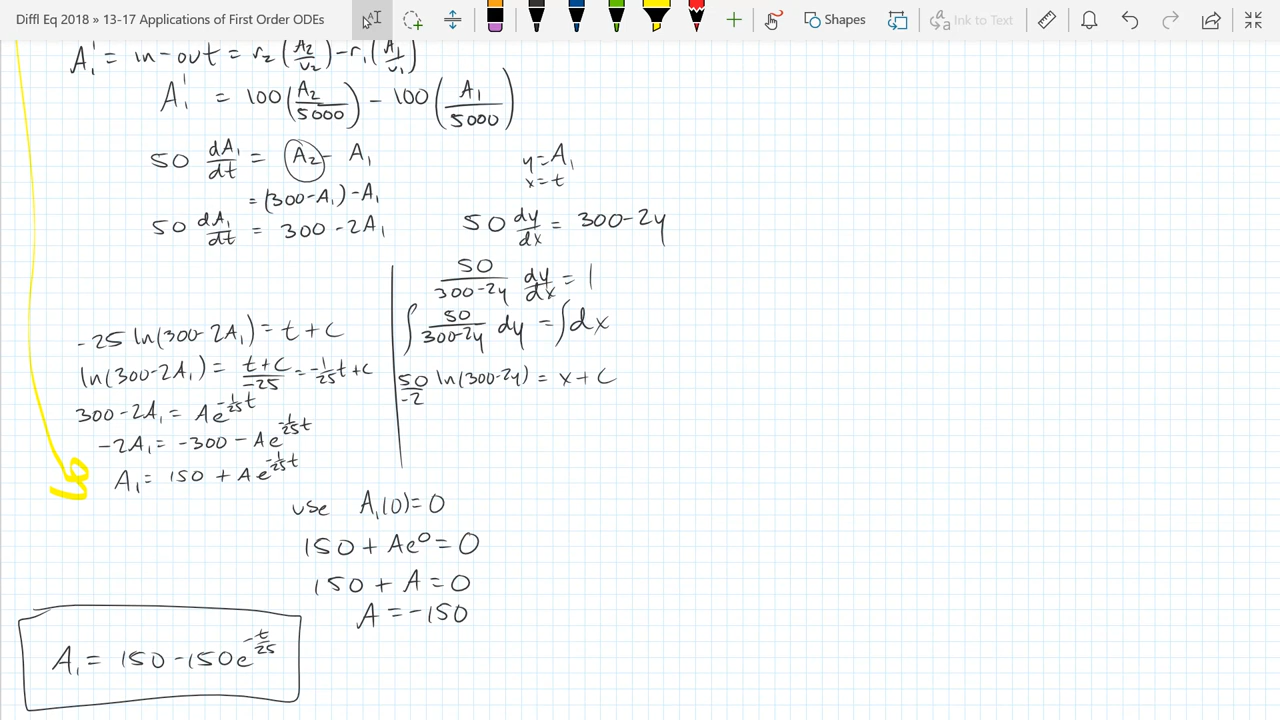 Diffl Eq 2018 » 13-17 Applications of First Order ODEs
Shapes
Ink to Text
A₁' = in-out = r₂(A₂/v₂) - r₁(A₁/v₁)
A₁' = 100(A₂/5000) - 100(A₁/5000)
50 dA₁/dt = A₂ - A₁
= (300-A₁)-A₁
50 dA₁/dt = 300-2A₁
y=A₁
x=t
50 dy/dx = 300-2y
50/(300-2y) dy/dx = 1
∫ 50/(300-2y) dy = ∫dx
50/-2 ln(300-2y) = x+C
-25 ln(300-2A₁) = t+C
ln(300-2A₁) = (t+C)/-25 = -1/25 t+C
300-2A₁ = Ae^(-1/25 t)
-2A₁ = -300 - Ae^(-1/25 t)
A₁ = 150 + Ae^(-1/25 t)
use A₁(0)=0
150 + Ae⁰ = 0
150 + A = 0
A = -150
A₁ = 150-150e^(-t/25)